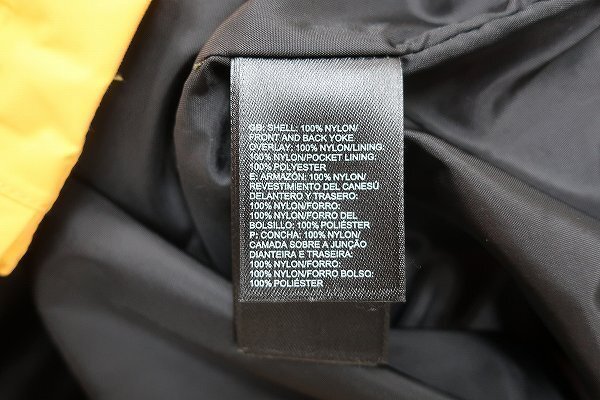 GB: SHELL: 100% NYLON/
FRONT AND BACK YOKE
OVERLAY: 100% NYLON/LINING:
100% NYLON/POCKET LINING:
100% POLYESTER
E: ARMAZÓN: 100% NYLON/
REVESTIMENTO DEL CANESÚ
DELANTERO Y TRASERO:
100% NYLON/FORRO:
100% NYLON/FORRO DEL
BOLSILLO: 100% POLIÉSTER
P: CONCHA: 100% NYLON/
CAMADA SOBRE A JUNÇÃO
DIANTEIRA E TRASEIRA:
100% NYLON/FORRO:
100% NYLON/FORRO BOLSO:
100% POLIÉSTER